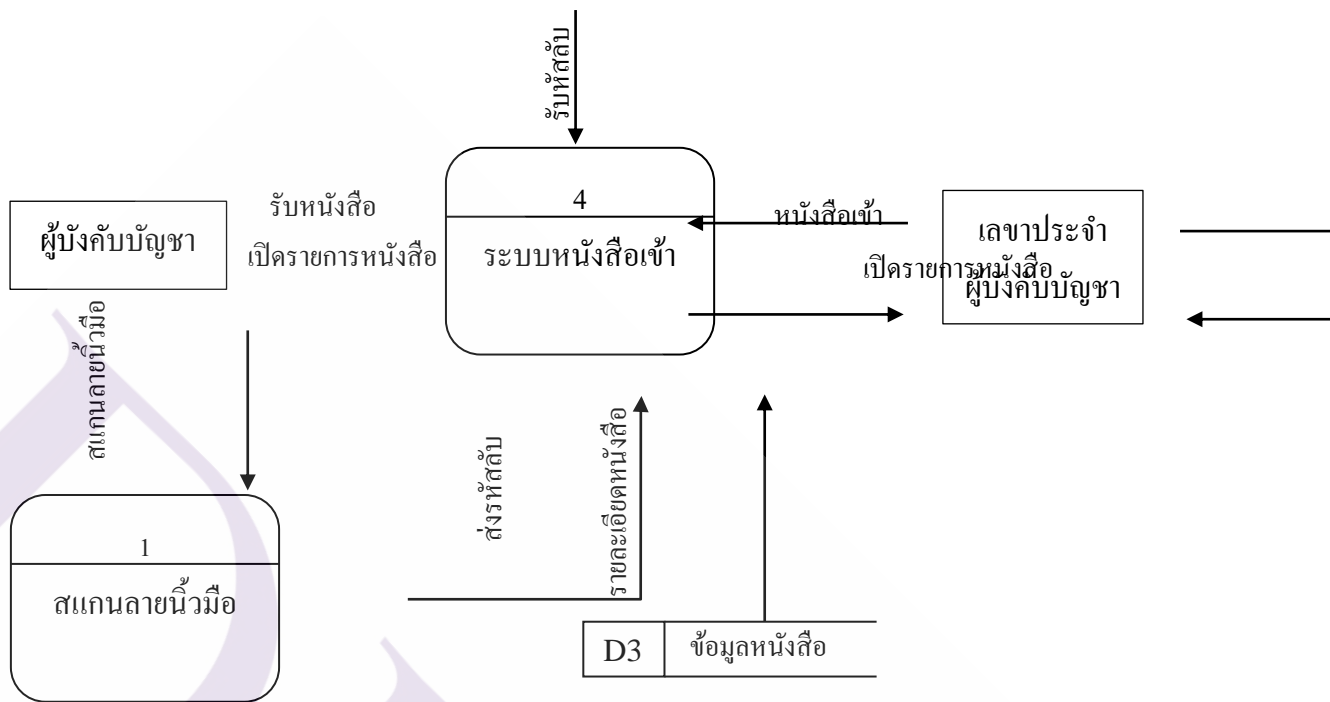 รับหัสลับ
4
ระบบหนังสือเข้า
ผู้บังคับบัญชา
รับหนังสือ
เปิดรายการหนังสือ
หนังสือเข้า
เปิดรายการหนังสือ
เลขาประจำ
ผู้บังคับบัญชา
สแกนลายนิ้วมือ
ส่งรหัสลับ
รายละเอียดหนังสือ
1
สแกนลายนิ้วมือ
D3
ข้อมูลหนังสือ